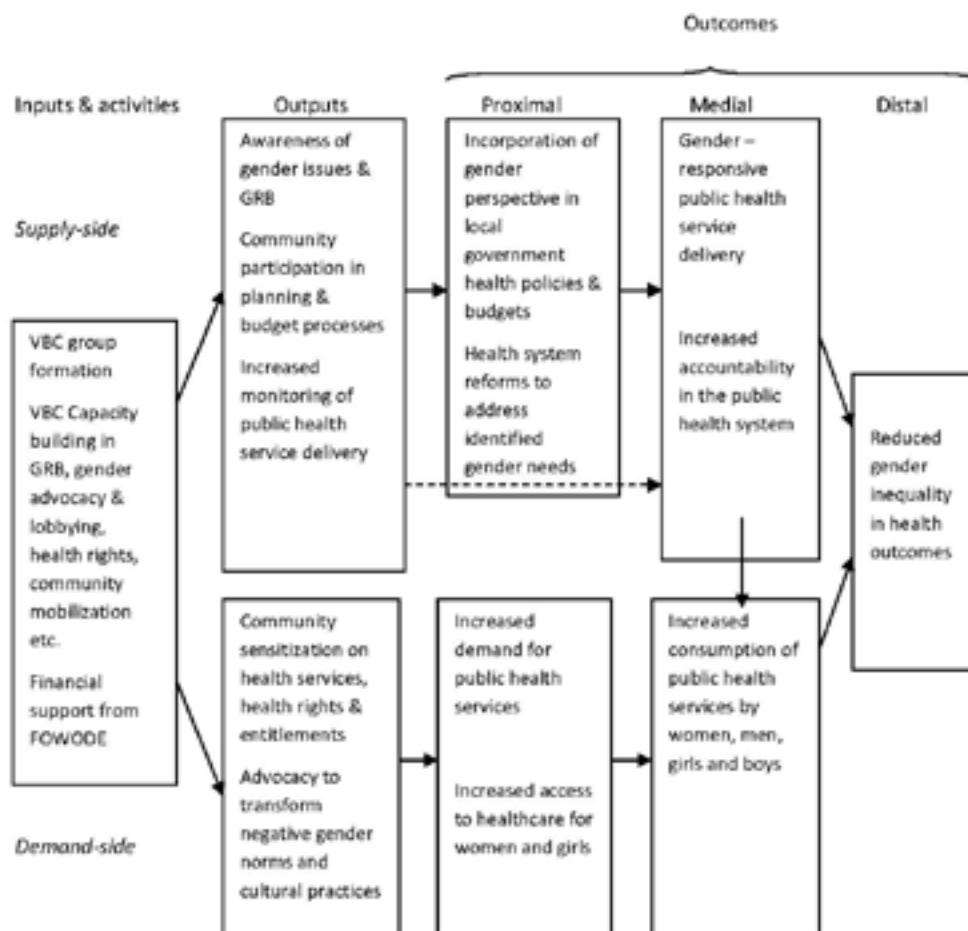 Outcomes
Inputs & activities
Outputs
Proximal
Medial
Distal
Supply-side
VBC group
formation
VBC Capacity
building in
GRB, gender
advocacy &
lobbying,
health rights,
community
mobilization
etc.
Financial
support from
FOWODE
Demand-side
Awareness of
gender issues &
GRB
Community
participation in
planning &
budget processes
Increased
monitoring of
public health
service delivery
Incorporation of
gender
perspective in
local
government
health policies &
budgets
Health system
reforms to
address
identified
gender needs
Gender –
responsive
public health
service
delivery
Increased
accountability
in the public
health system
Reduced
gender
inequality
in health
outcomes
Community
sensitization on
health services,
health rights &
entitlements
Advocacy to
transform
negative gender
norms and
cultural practices
Increased
demand for
public health
services
Increased access
to healthcare for
women and girls
Increased
consumption of
public health
services by
women, men,
girls and boys